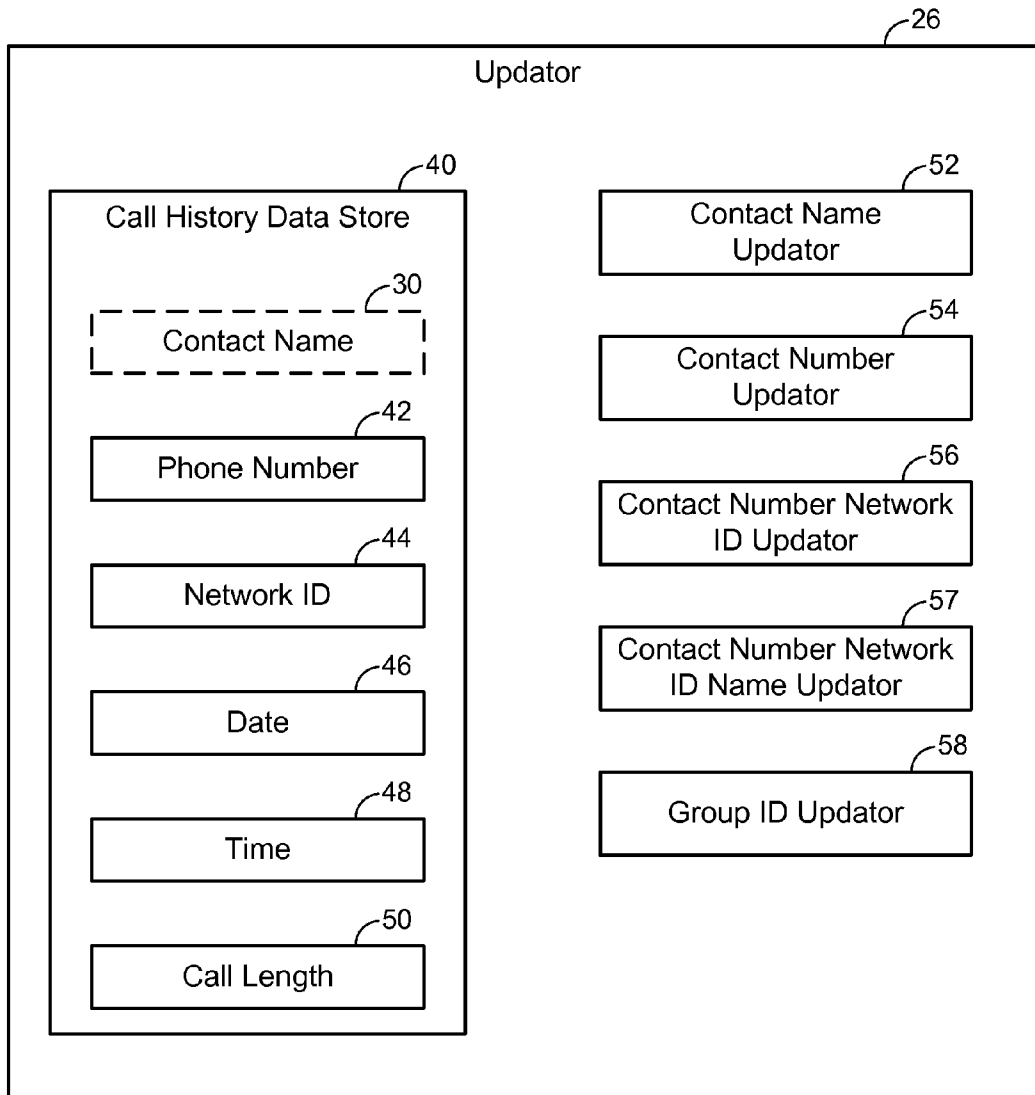 26
Updator
40
Call History Data Store
30
Contact Name
42
Phone Number
44
Network ID
46
Date
48
Time
50
Call Length
52
Contact Name
Updator
54
Contact Number
Updator
56
Contact Number Network
ID Updator
57
Contact Number Network
ID Name Updator
58
Group ID Updator